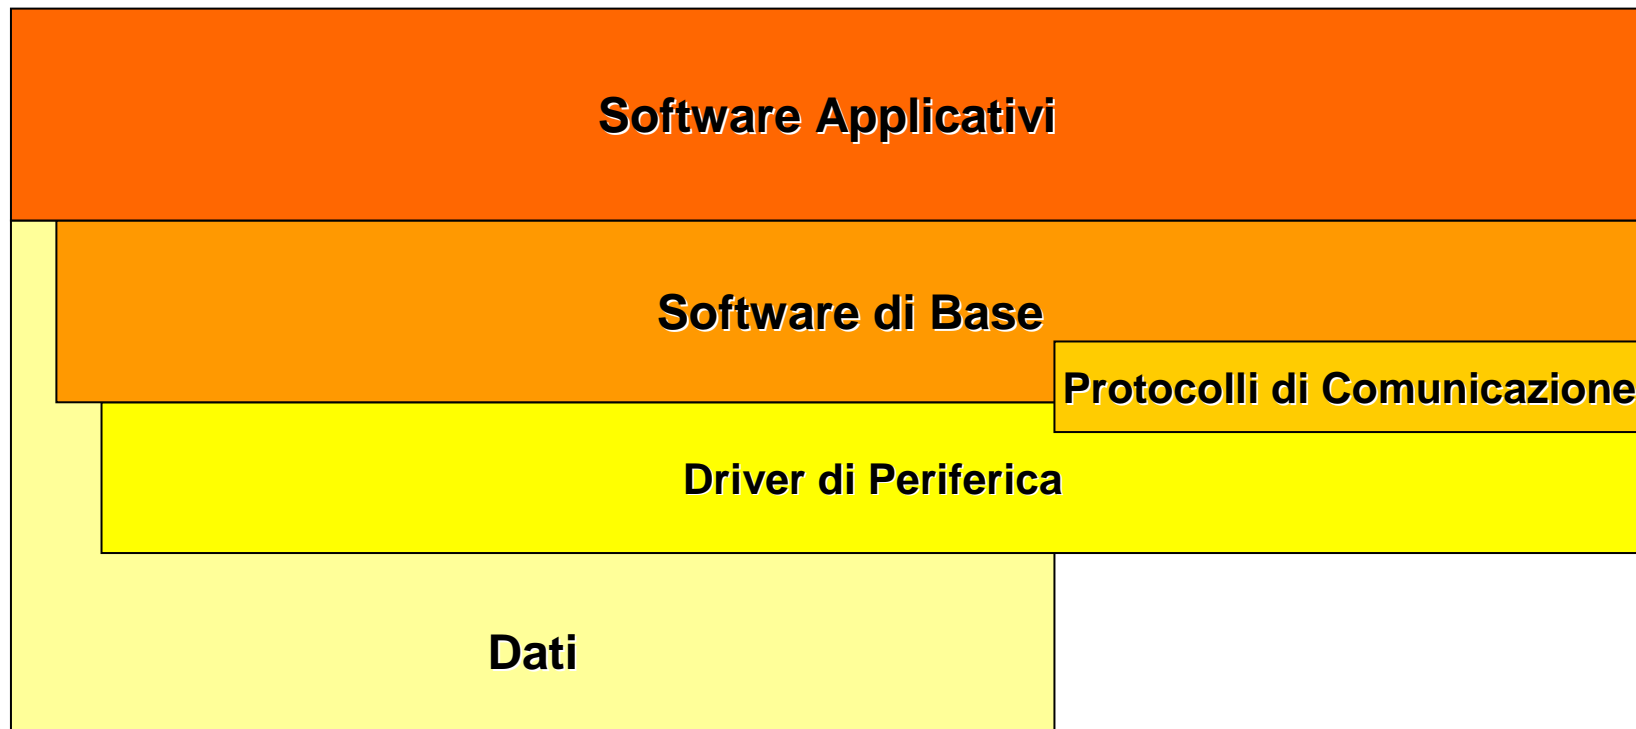 Software Applicativi
Software di Base
Protocolli di Comunicazione
Driver di Periferica
Dati